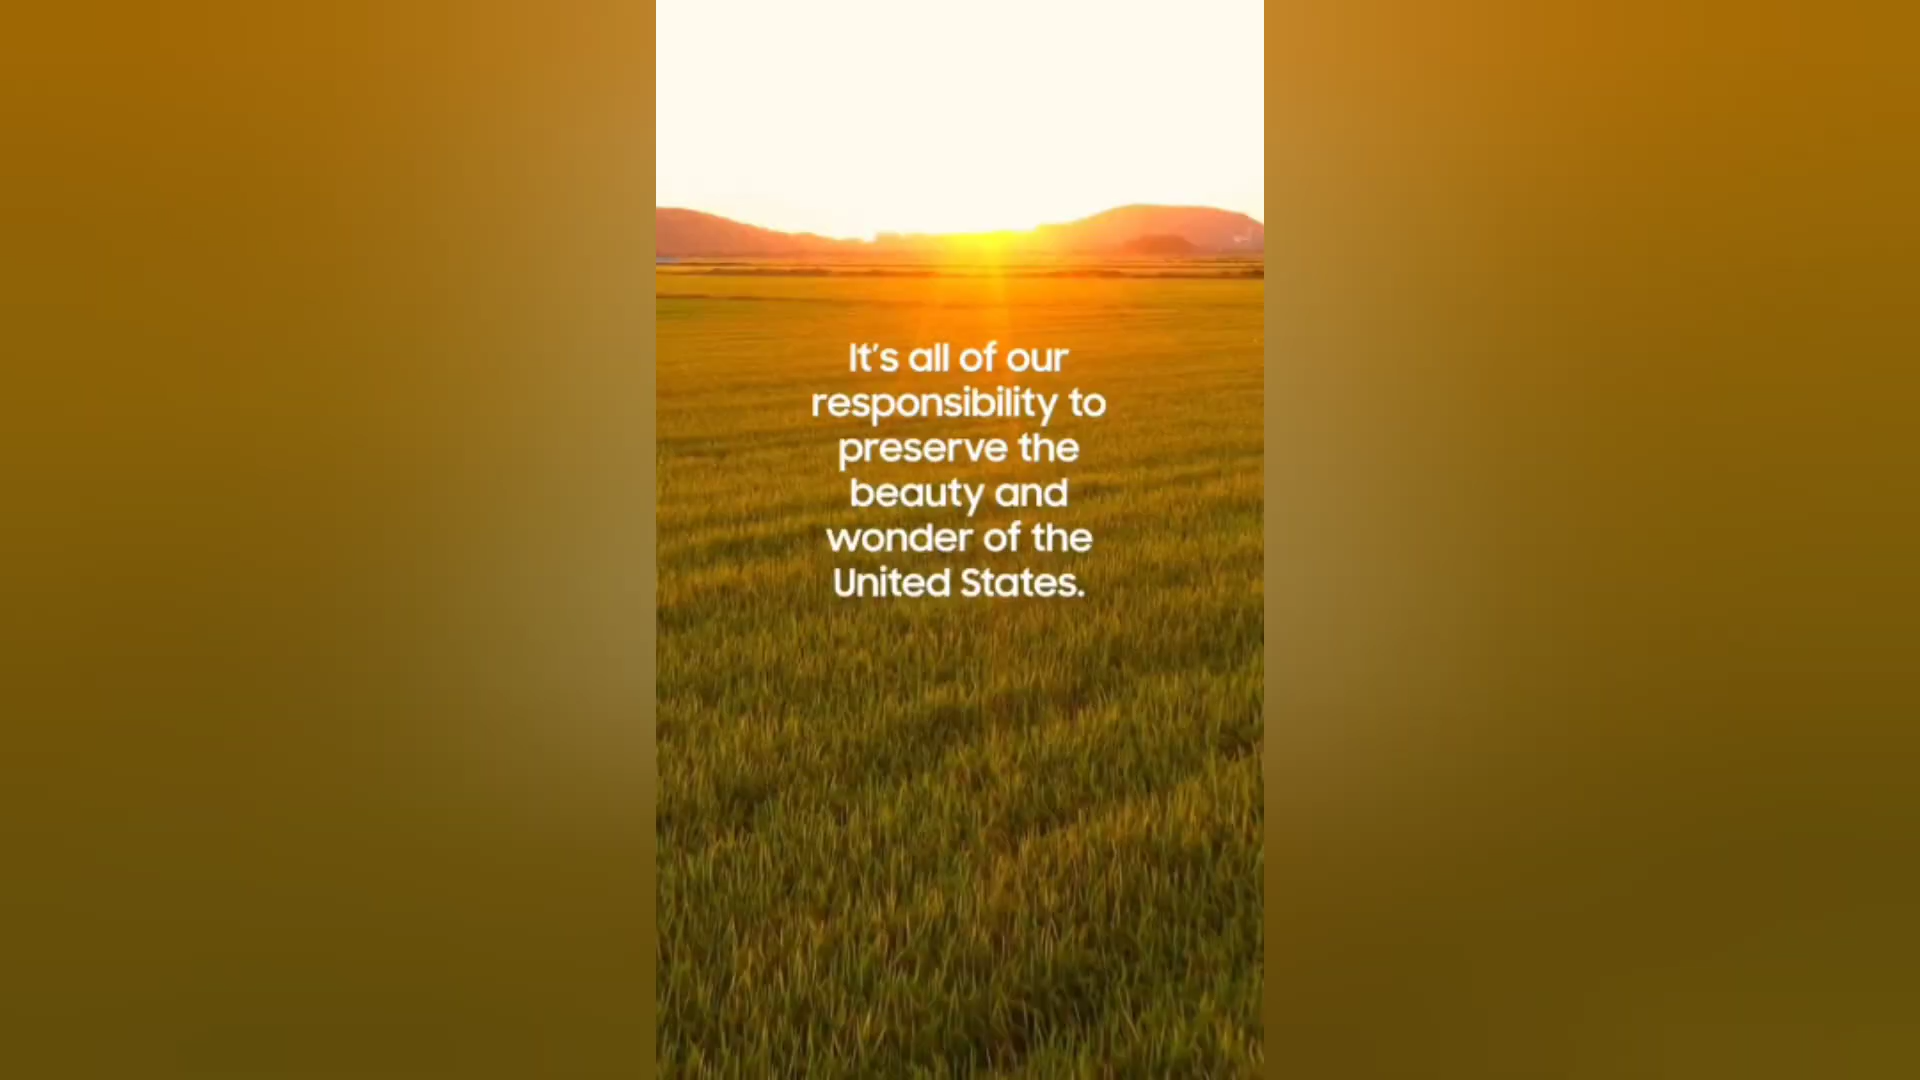 It's all of our
responsibility to
preserve the
beauty and
wonder of the
United States.